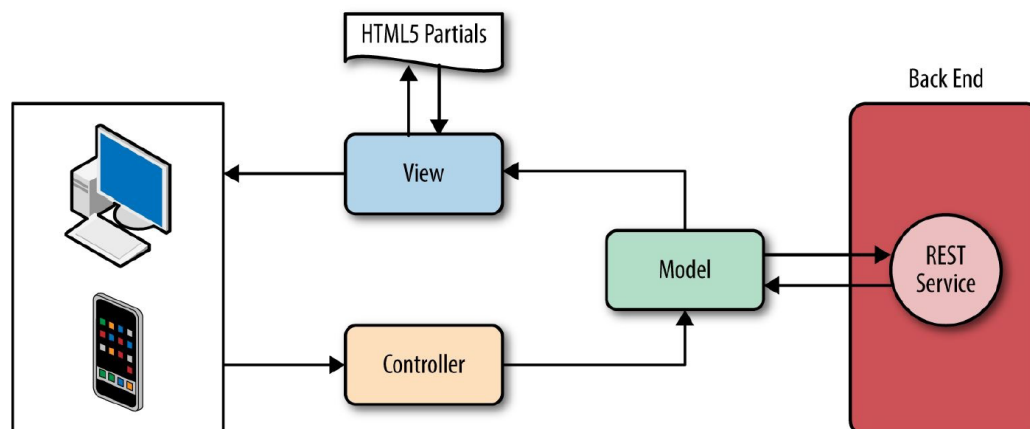 HTML5 Partials
Back End
View
Model
REST
Service
Controller